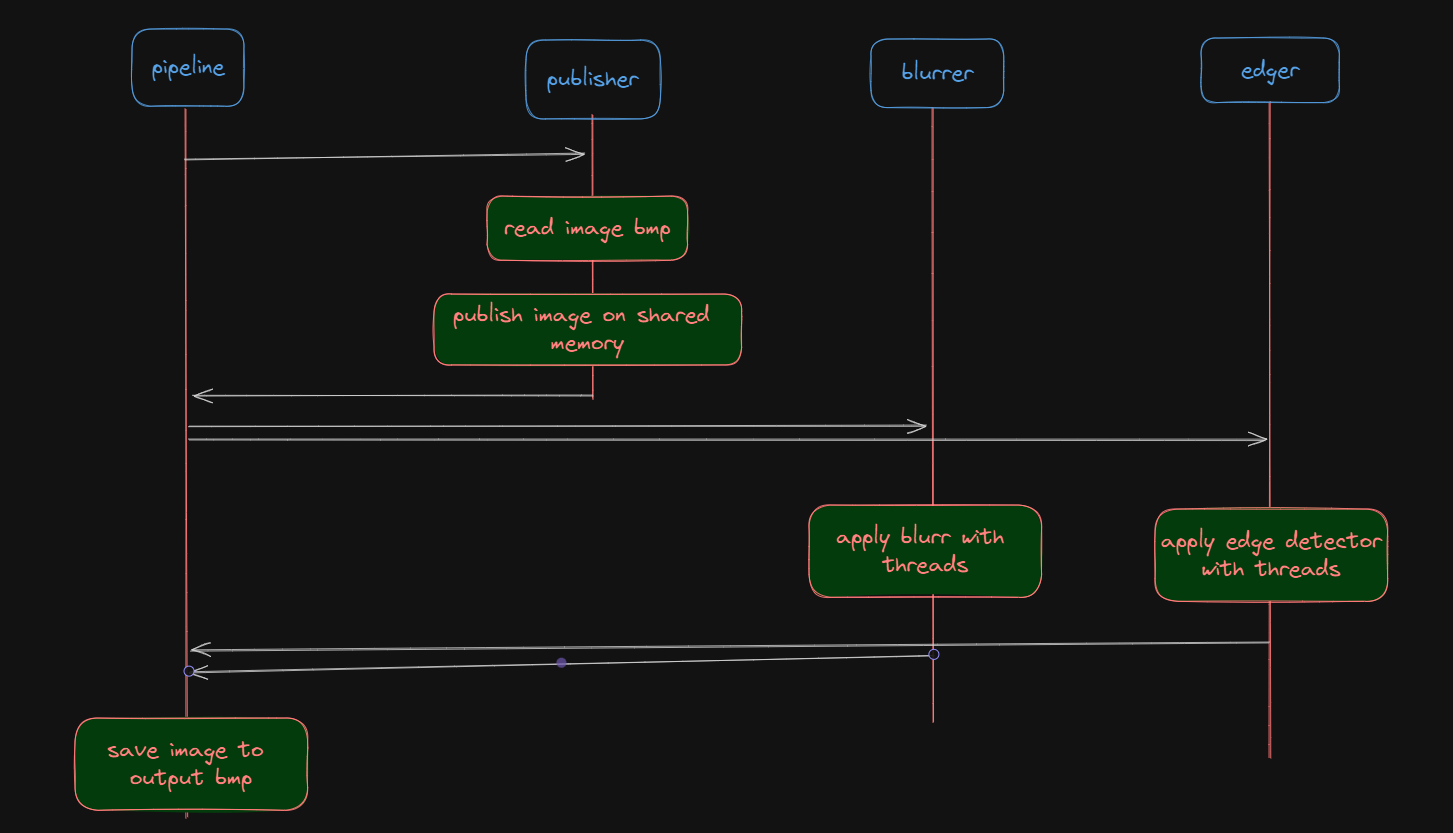 pipeline
publisher
blurrer
edger
read image bmp
publish image on shared
memory
apply blurr with
threads
apply edge detector
with threads
save image to
output bmp